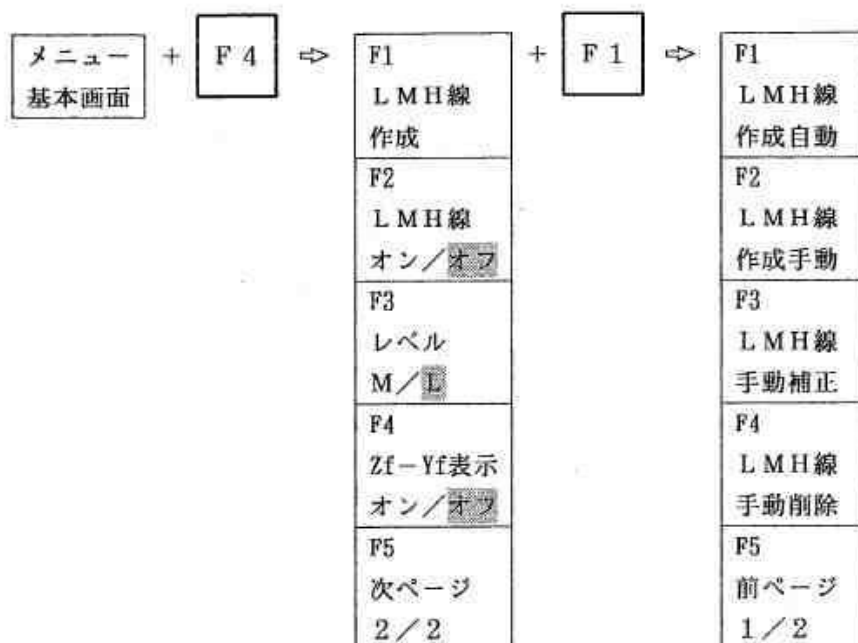 メニュー
基本画面
+
F 4
⇨
F1
LMH線
作成
F2
LMH線
オン/オフ
F3
レベル
M/L
F4
Zf-Yf表示
オン/オフ
F5
次ページ
2/2
+
F 1
⇨
F1
LMH線
作成自動
F2
LMH線
作成手動
F3
LMH線
手動補正
F4
LMH線
手動削除
F5
前ページ
1/2